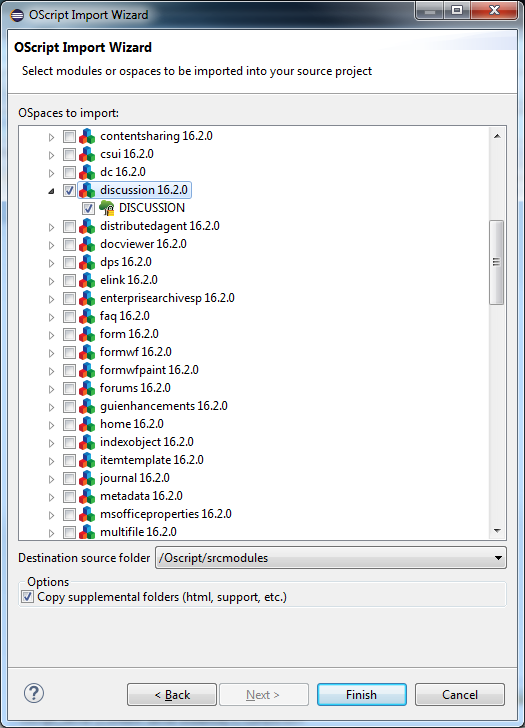 OScript Import Wizard
OScript Import Wizard
Select modules or ospaces to be imported into your source project
OSpaces to import:
contentsharing 16.2.0
csui 16.2.0
dc 16.2.0
discussion 16.2.0
DISCUSSION
distributedagent 16.2.0
docviewer 16.2.0
dps 16.2.0
elink 16.2.0
enterprisearchivesp 16.2.0
faq 16.2.0
form 16.2.0
formwf 16.2.0
formwfpaint 16.2.0
forums 16.2.0
guienhancements 16.2.0
home 16.2.0
indexobject 16.2.0
itemtemplate 16.2.0
journal 16.2.0
metadata 16.2.0
msofficeproperties 16.2.0
multifile 16.2.0
Destination source folder /Oscript/srcmodules
Options
Copy supplemental folders (html, support, etc.)
? < Back Next > Finish Cancel